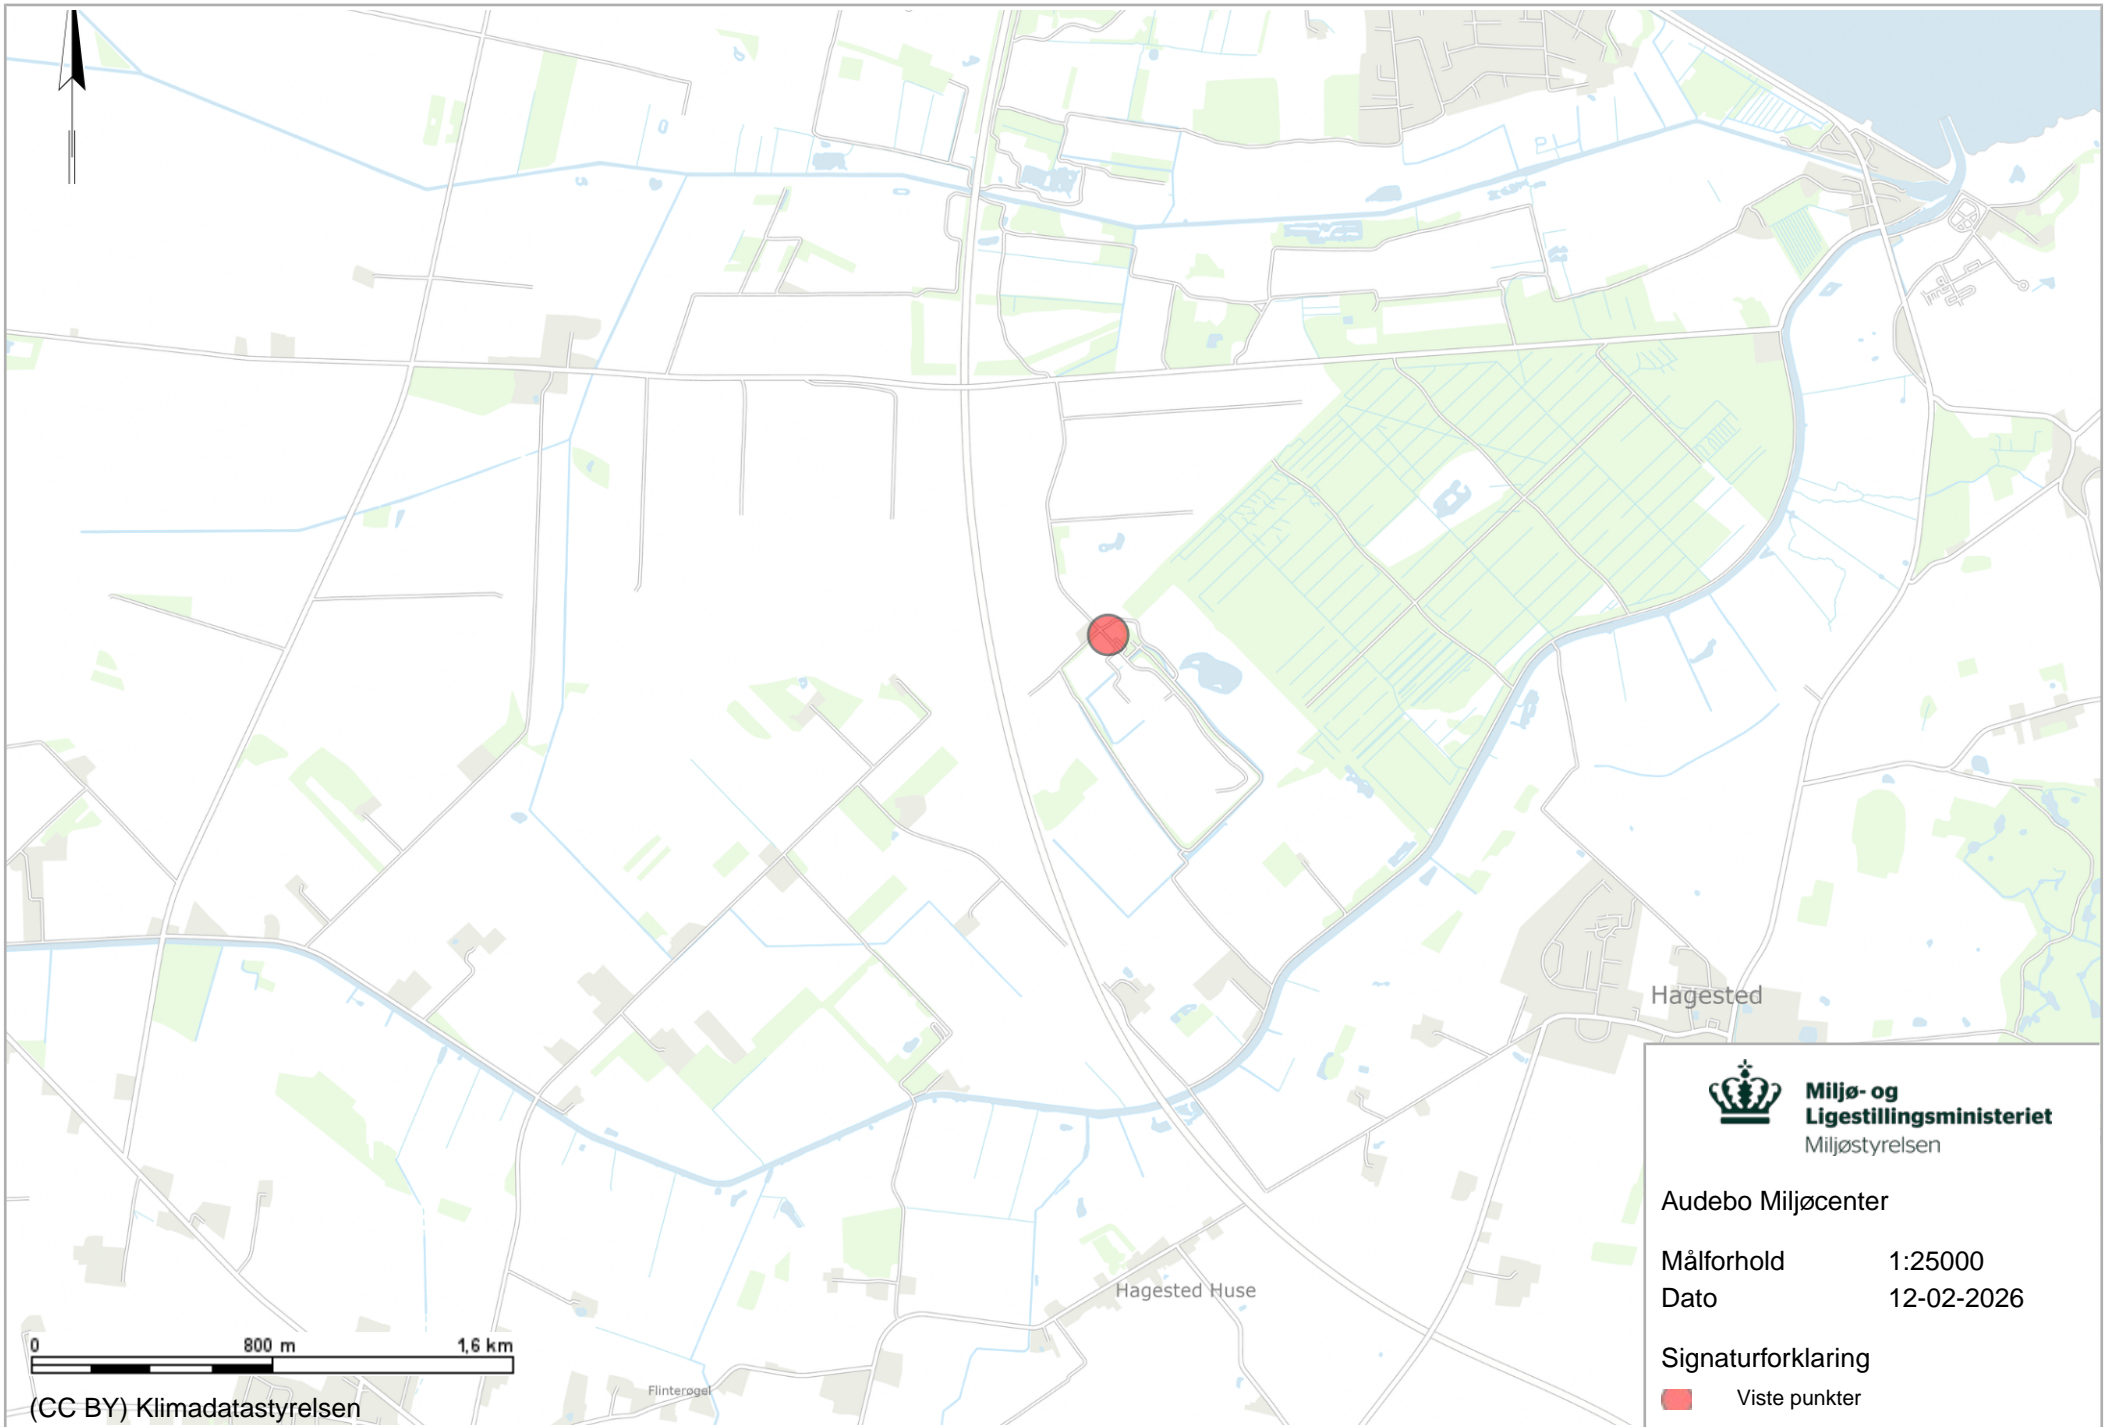 Hagested
Miljø- og
Ligestillingsministeriet
Miljøstyrelsen
Audebo Miljøcenter
Målforhold 1:25000
Dato 12-02-2026
Signaturforklaring
Viste punkter
Hagested Huse
Flinterøgel
0 800 m 1,6 km
(CC BY) Klimadatastyrelsen